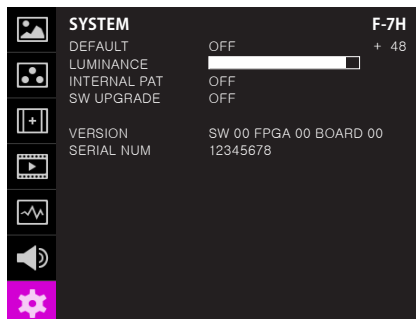 SYSTEM F-7H
DEFAULT OFF + 48
LUMINANCE
INTERNAL PAT OFF
SW UPGRADE OFF
VERSION SW 00 FPGA 00 BOARD 00
SERIAL NUM 12345678